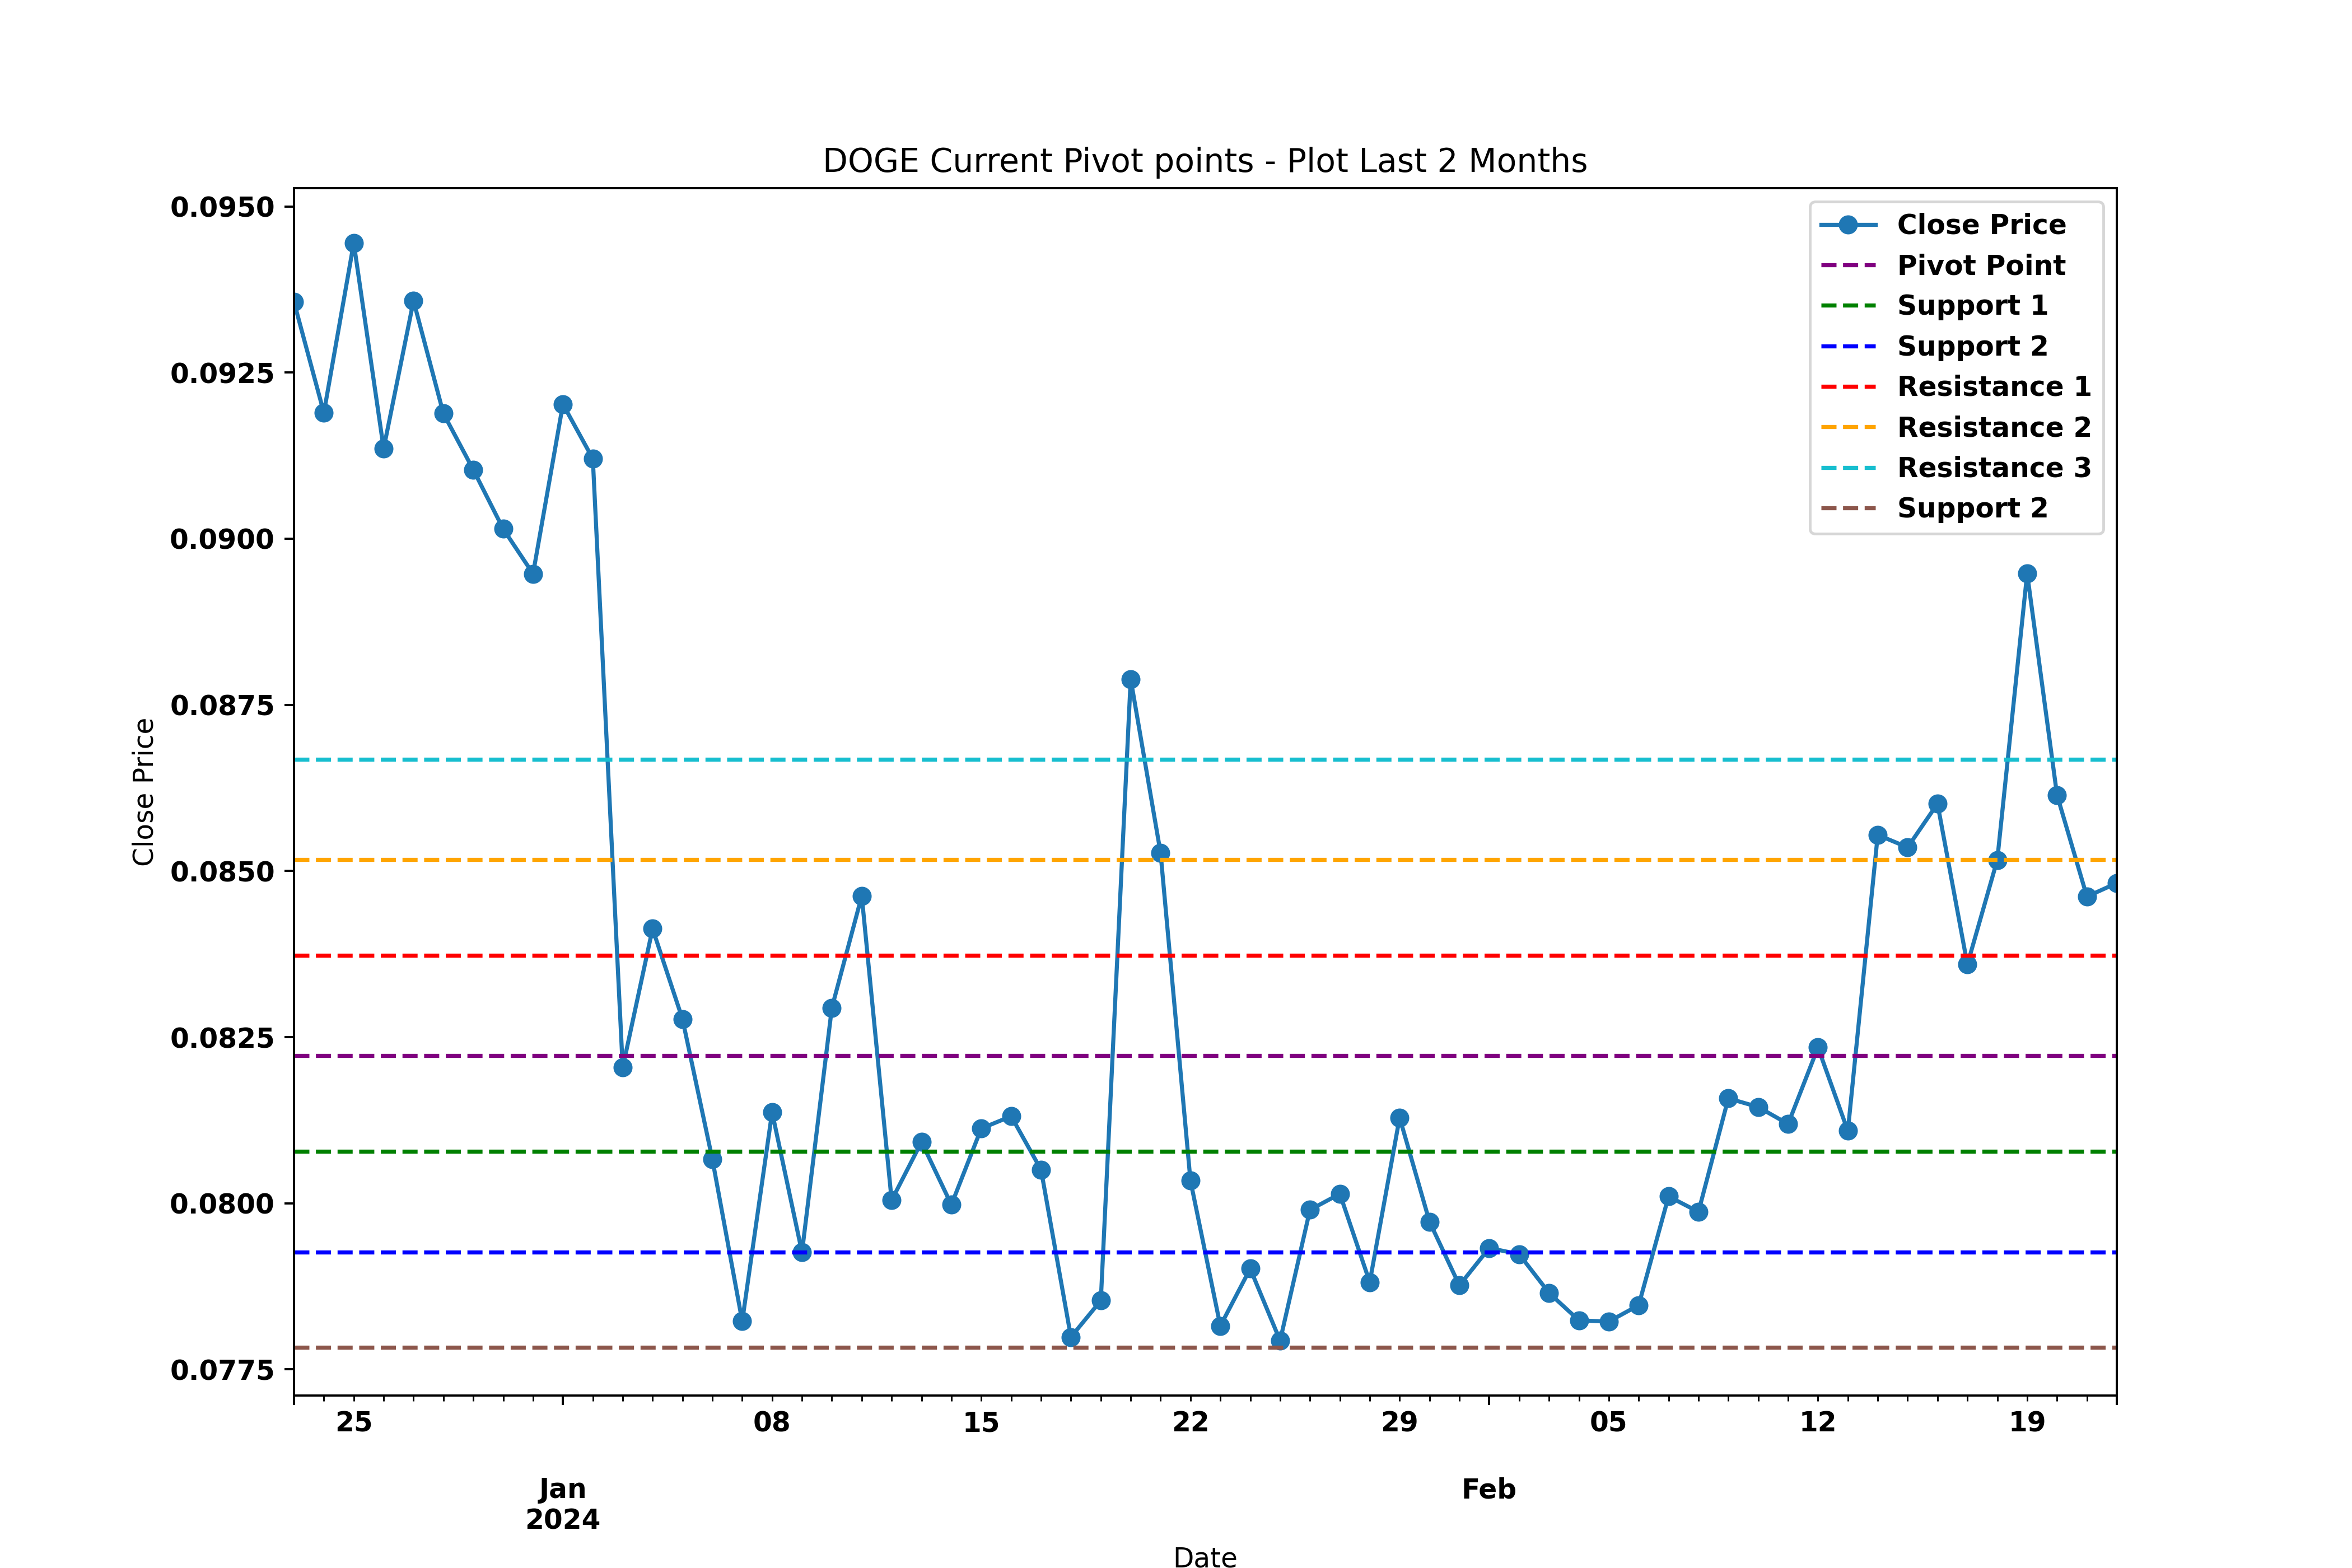 DOGE Current Pivot points - Plot Last 2 Months
0.0950
0.0925
0.0900
0.0875
0.0850
0.0825
0.0800
0.0775
Close Price
Close Price
Pivot Point
Support 1
Support 2
Resistance 1
Resistance 2
Resistance 3
Support 2
25 08 15 22 29 05 12 19
Jan Feb
2024
Date